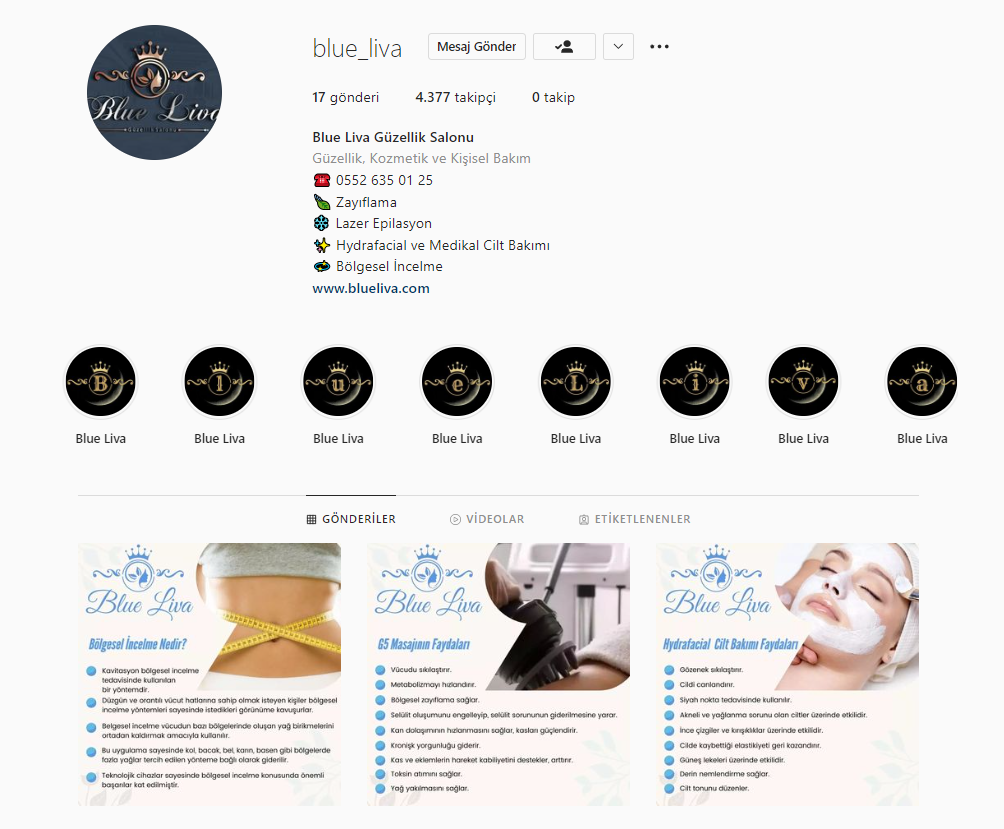 Blue Liva
Güzellik Salonu
blue_liva
Mesaj Gönder
17 gönderi
4.377 takipçi
0 takip
Blue Liva Güzellik Salonu
Güzellik, Kozmetik ve Kişisel Bakım
0552 635 01 25
Zayıflama
Lazer Epilasyon
Hydrafacial ve Medikal Cilt Bakımı
Bölgesel İncelme
www.blueliva.com
B
l
u
e
L
i
v
a
Blue Liva
Blue Liva
Blue Liva
Blue Liva
Blue Liva
Blue Liva
Blue Liva
Blue Liva
GÖNDERİLER
VİDEOLAR
ETİKETLENENLER
Blue Liva
Bölgesel İncelme Nedir?
Kavitasyon bölgesel incelme
tedavisinde kullanılan
bir yöntemdir.
Düzgün ve orantılı vücut hatlarına sahip olmak isteyen kişiler bölgesel
incelme yöntemleri sayesinde istedikleri görünüme kavuşurlar.
Belgesel incelme vücudun bazı bölgelerinde oluşan yağ birikmelerini
ortadan kaldırmak amacıyla kullanılır.
Bu uygulama sayesinde kol, bacak, bel, karın, basen gibi bölgelerde
fazla yağlar tercih edilen yönteme bağlı olarak giderilir.
Teknolojik cihazlar sayesinde bölgesel incelme konusunda önemli
başarılar kat edilmiştir.
Blue Liva
G5 Masajının Faydaları
Vücudu sıkılaştırır.
Metabolizmayı hızlandırır.
Bölgesel zayıflama sağlar.
Selülit oluşumunu engelleyip, selülit sorununun giderilmesine yarar.
Kan dolaşımının hızlanmasını sağlar, kasları güçlendirir.
Kronişk yorgunluğu giderir.
Kas ve eklemlerin hareket kabiliyetini destekler, arttırır.
Toksin atımını sağlar.
Yağ yakılmasını sağlar.
Blue Liva
Hydrafacial Cilt Bakımı Faydaları
Gözenek sıkılaştırır.
Cildi canlandırır.
Siyah nokta tedavisinde kullanılır.
Akneli ve yağlanma sorunu olan ciltler üzerinde etkilidir.
İnce çizgiler ve kırışıklıklar üzerinde etkilidir.
Cilde kaybettiği elastikiyeti geri kazandırır.
Güneş lekeleri üzerinde etkilidir.
Derin nemlendirme sağlar.
Cilt tonunu düzenler.